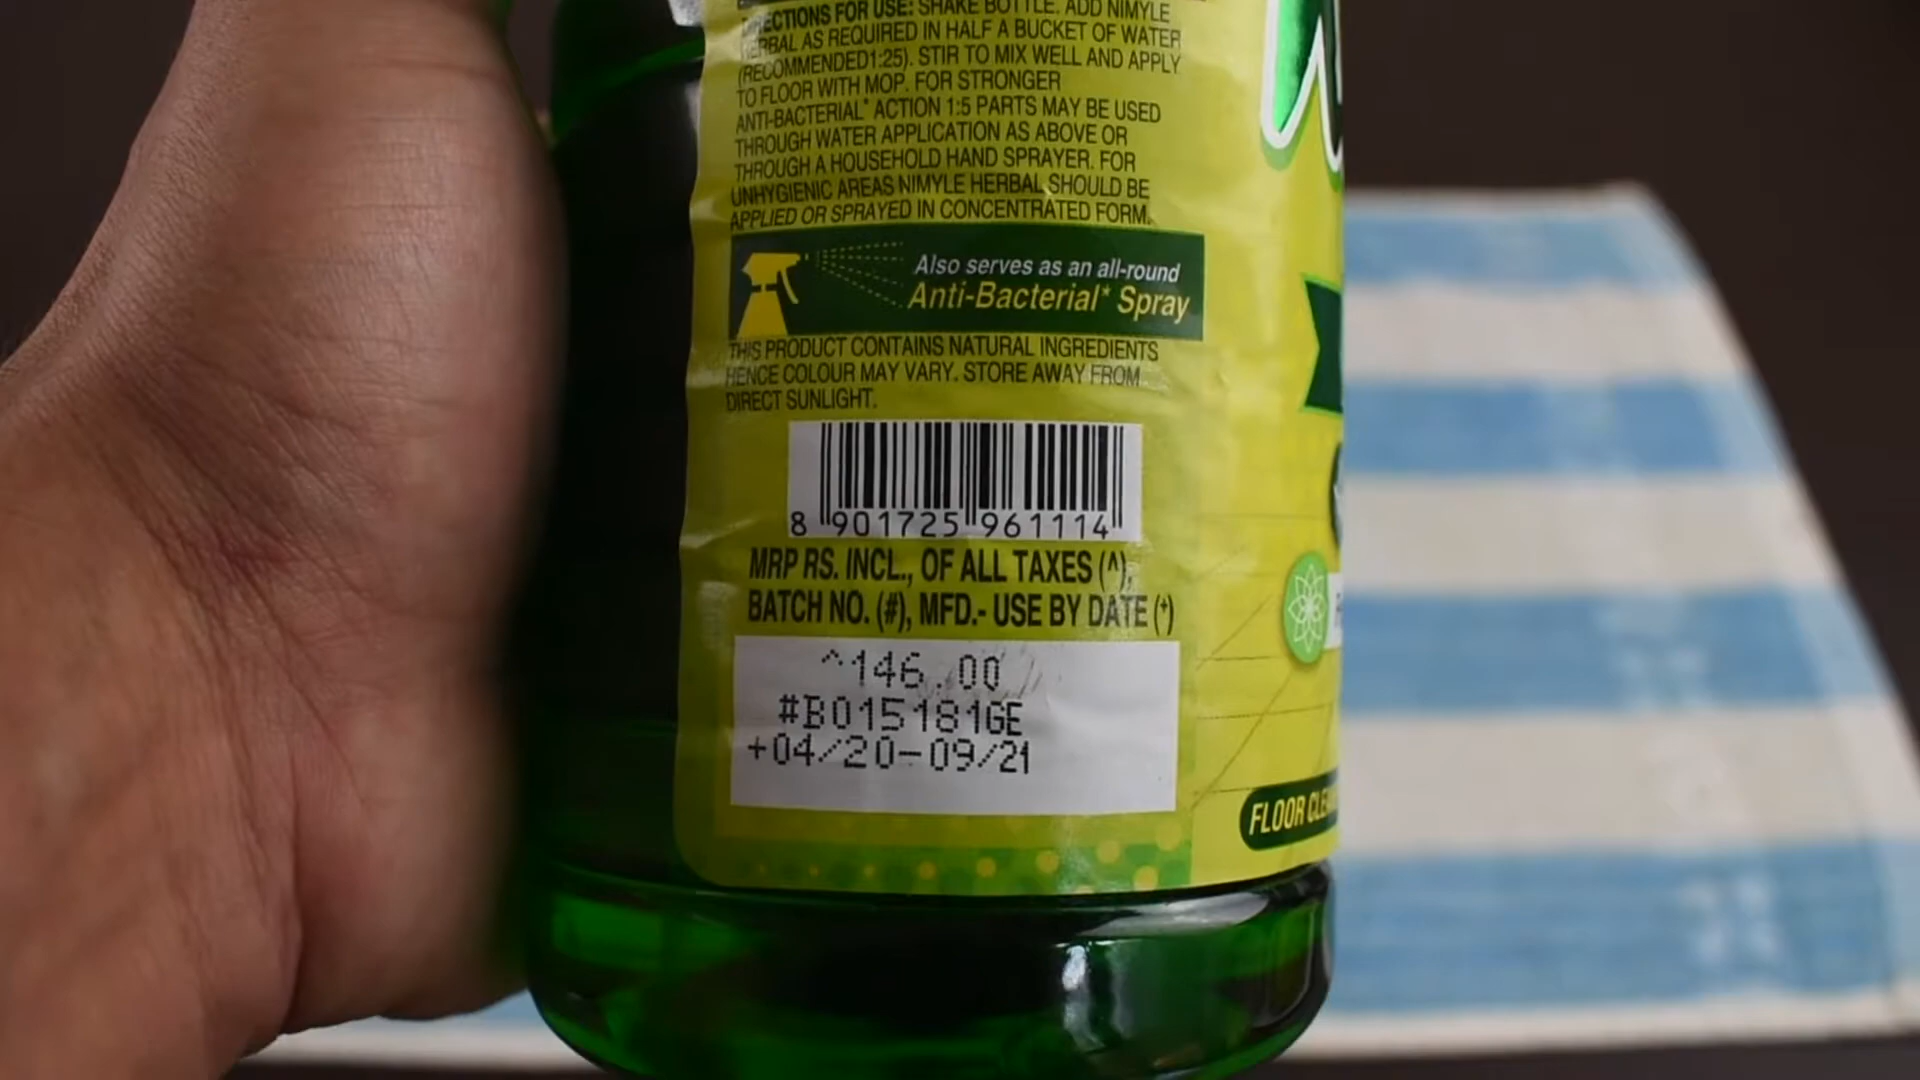 DIRECTIONS FOR USE: SHAKE BOTTLE. ADD NIMYLE
HERBAL AS REQUIRED IN HALF A BUCKET OF WATER
(RECOMMENDED1:25). STIR TO MIX WELL AND APPLY
TO FLOOR WITH MOP. FOR STRONGER
ANTI-BACTERIAL* ACTION 1:5 PARTS MAY BE USED
THROUGH WATER APPLICATION AS ABOVE OR
THROUGH A HOUSEHOLD HAND SPRAYER. FOR
UNHYGIENIC AREAS NIMYLE HERBAL SHOULD BE
APPLIED OR SPRAYED IN CONCENTRATED FORM.
Also serves as an all-round
Anti-Bacterial* Spray
THIS PRODUCT CONTAINS NATURAL INGREDIENTS
HENCE COLOUR MAY VARY. STORE AWAY FROM
DIRECT SUNLIGHT.
8 901725 961114
MRP RS. INCL., OF ALL TAXES (^),
BATCH NO. (#), MFD.- USE BY DATE (+)
^146.00
#B015181GE
+04/20-09/21
FLOOR